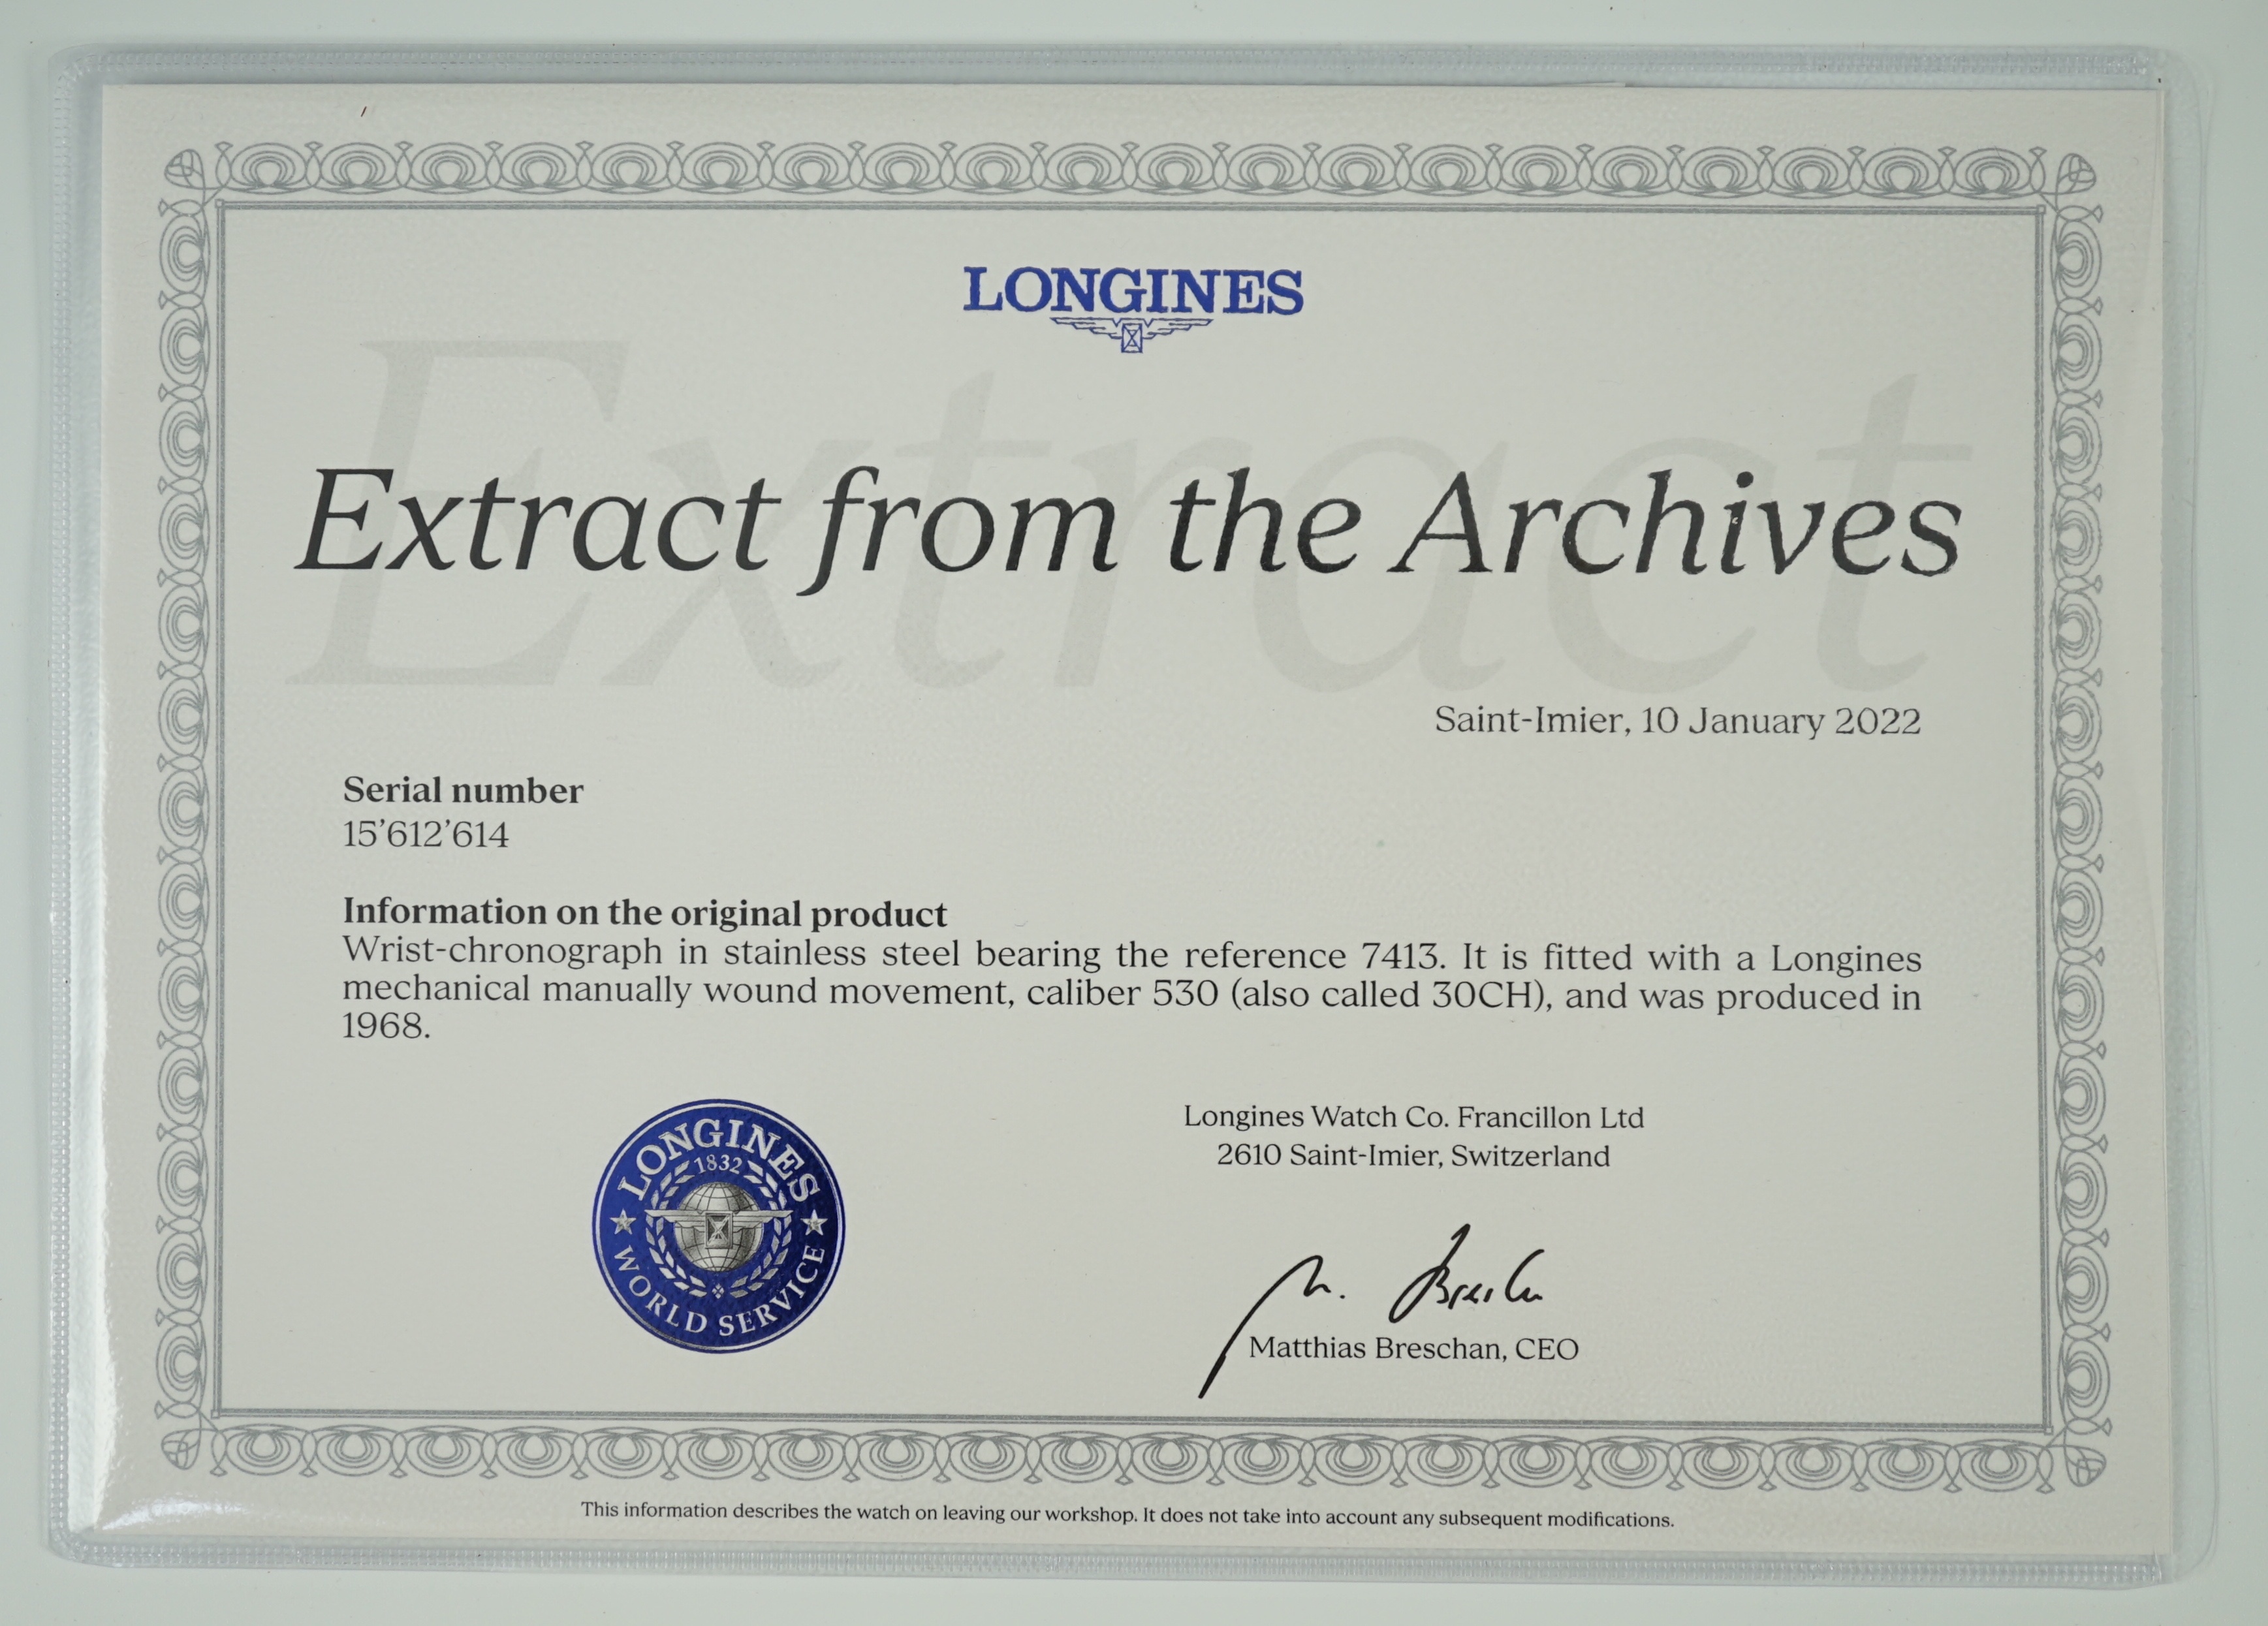 LONGINES
Extract
Extract from the Archives
Saint-Imier, 10 January 2022
Serial number
15’612’614
Information on the original product
Wrist-chronograph in stainless steel bearing the reference 7413. It is fitted with a Longines
mechanical manually wound movement, caliber 530 (also called 30CH), and was produced in
1968.
Longines Watch Co. Francillon Ltd
2610 Saint-Imier, Switzerland
LONGINES
1832
WORLD SERVICE
M. Breschan
Matthias Breschan, CEO
This information describes the watch on leaving our workshop. It does not take into account any subsequent modifications.